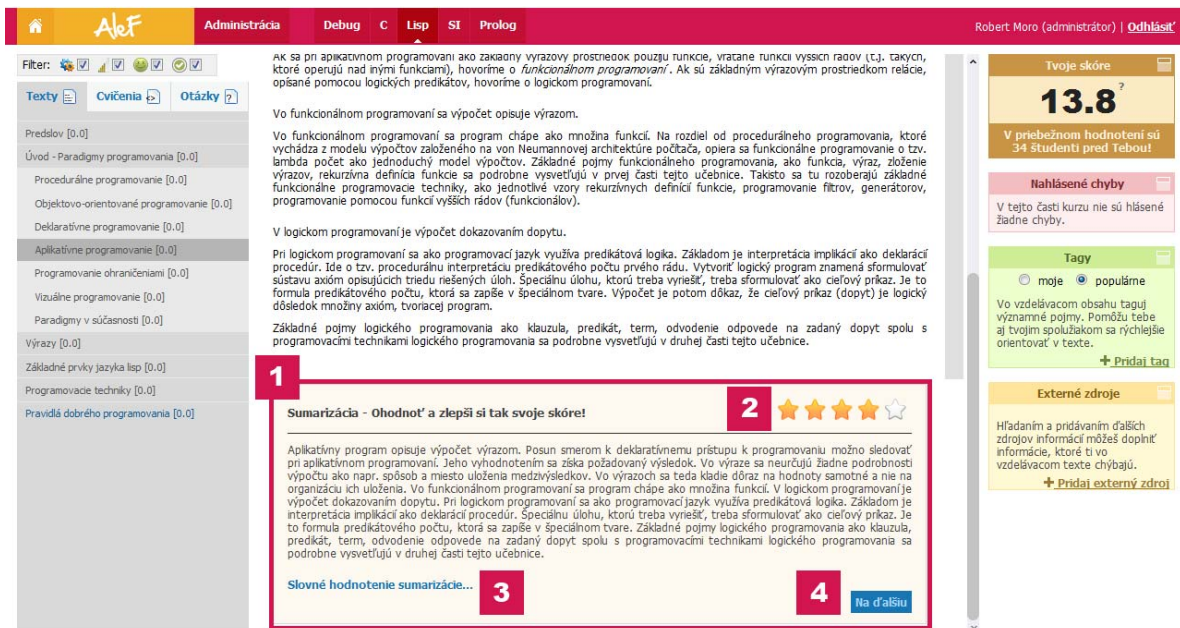 ALEF
Administrácia Debug C Lisp SI Prolog
Robert Moro (administrátor) | Odhlásiť
Filter:
Texty Cvičenia Otázky ?
Predslov [0.0]
Úvod - Paradigmy programovania [0.0]
Procedurálne programovanie [0.0]
Objektovo-orientované programovanie [0.0]
Deklaratívne programovanie [0.0]
Aplikatívne programovanie [0.0]
Programovanie ohraničeniami [0.0]
Vizuálne programovanie [0.0]
Paradigmy v súčasnosti [0.0]
Výrazy [0.0]
Základné prvky jazyka lisp [0.0]
Programovacie techniky [0.0]
Pravidlá dobrého programovania [0.0]
Ak sa pri aplikatívnom programovaní ako základný výrazový prostriedok použijú funkcie, vrátane funkcií vyšších rádov (t.j. takých,
ktoré operujú nad inými funkciami), hovoríme o funkcionálnom programovaní. Ak sú základným výrazovým prostriedkom relácie,
opísané pomocou logických predikátov, hovoríme o logickom programovaní.
Vo funkcionálnom programovaní sa výpočet opisuje výrazom.
Vo funkcionálnom programovaní sa program chápe ako množina funkcií. Na rozdiel od procedurálneho programovania, ktoré
vychádza z modelu výpočtov založeného na von Neumannovej architektúre počítača, opiera sa funkcionálne programovanie o tzv.
lambda počet ako jednoduchý model výpočtov. Základné pojmy funkcionálneho programovania, ako funkcia, výraz, zloženie
výrazov, rekurzívna definícia funkcie sa podrobne vysvetľujú v prvej časti tejto učebnice. Takisto sa tu rozoberajú základné
funkcionálne programovacie techniky, ako jednotlivé vzory rekurzívnych definícií funkcie, programovanie filtrov, generátorov,
programovanie pomocou funkcií vyšších rádov (funkcionálov).
V logickom programovaní je výpočet dokazovaním dopytu.
Pri logickom programovaní sa ako programovací jazyk využíva predikátová logika. Základom je interpretácia implikácií ako deklarácií
procedúr. Ide o tzv. procedurálnu interpretáciu predikátového počtu prvého rádu. Vytvoriť logický program znamená sformulovať
sústavu axióm opisujúcich triedu riešených úloh. Špeciálnu úlohu, ktorú treba vyriešiť, treba sformulovať ako cieľový príkaz. Je to
formula predikátového počtu, ktorá sa zapíše v špeciálnom tvare. Výpočet je potom dôkaz, že cieľový príkaz (dopyt) je logický
dôsledok množiny axióm, tvoriacej program.
Základné pojmy logického programovania ako klauzula, predikát, term, odvodenie odpovede na zadaný dopyt spolu s
programovacími technikami logického programovania sa podrobne vysvetľujú v druhej časti tejto učebnice.
1
Sumarizácia - Ohodnoť a zlepši si tak svoje skóre!
2
Aplikatívny program opisuje výpočet výrazom. Posun smerom k deklaratívnemu prístupu k programovaniu možno sledovať
pri aplikatívnom programovaní. Jeho vyhodnotením sa získa požadovaný výsledok. Vo výraze sa neurčujú žiadne podrobnosti
výpočtu ako napr. spôsob a miesto uloženia medzivýsledkov. Vo výrazoch sa teda kladie dôraz na hodnoty samotné a nie na
organizáciu ich uloženia. Vo funkcionálnom programovaní sa program chápe ako množina funkcií. V logickom programovaní je
výpočet dokazovaním dopytu. Pri logickom programovaní sa ako programovací jazyk využíva predikátová logika. Základom je
interpretácia implikácií ako deklarácií procedúr. Špeciálnu úlohu, ktorú treba vyriešiť, treba sformulovať ako cieľový príkaz. Je
to formula predikátového počtu, ktorá sa zapíše v špeciálnom tvare. Základné pojmy logického programovania ako klauzula,
predikát, term, odvodenie odpovede na zadaný dopyt spolu s programovacími technikami logického programovania sa
podrobne vysvetľujú v druhej časti tejto učebnice.
Slovné hodnotenie sumarizácie...
3
4
Na ďalšiu
Tvoje skóre
13.8 ?
V priebežnom hodnotení sú
34 študenti pred Tebou!
Nahlásené chyby
V tejto časti kurzu nie sú hlásené
žiadne chyby.
Tagy
moje populárne
Vo vzdelávacom obsahu taguj
významné pojmy. Pomôžu tebe
aj tvojim spolužiakom sa rýchlejšie
orientovať v texte.
+ Pridaj tag
Externé zdroje
Hľadaním a pridávaním ďalších
zdrojov informácií môžeš doplniť
informácie, ktoré ti vo
vzdelávacom texte chýbajú.
+ Pridaj externý zdroj